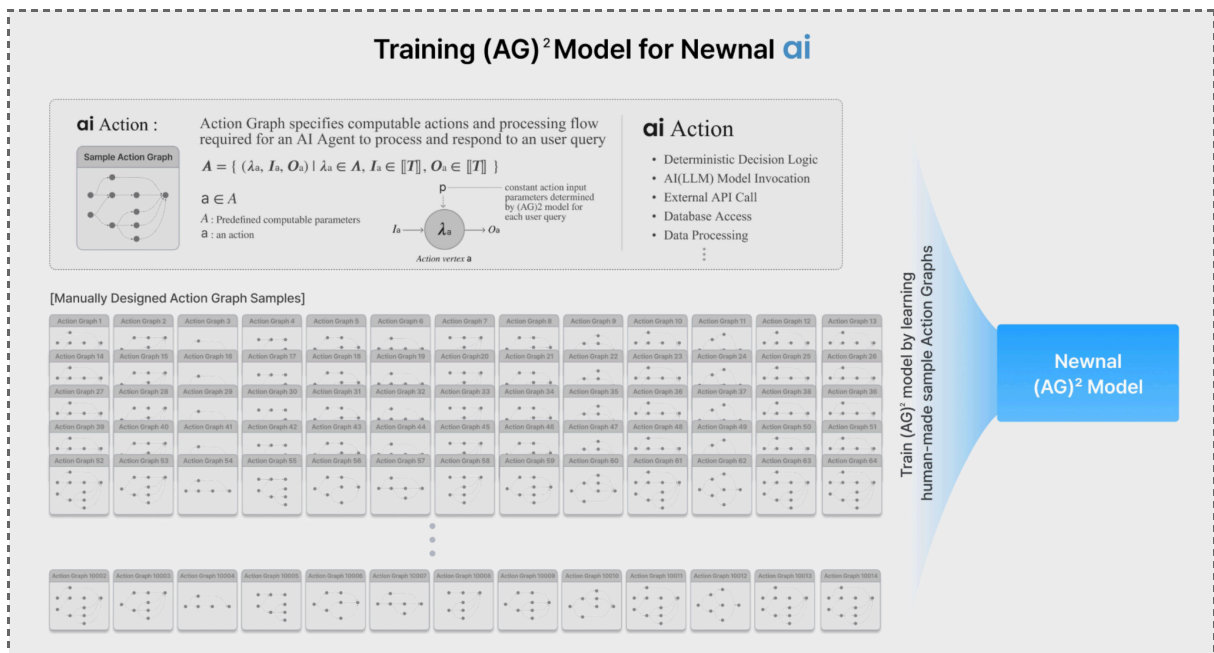 Training (AG)² Model for Newnal ai
ai Action :
Sample Action Graph
Action Graph specifies computable actions and processing flow
required for an AI Agent to process and respond to an user query
A = { (λa, Ia, Oa) | λa ∈ Λ, Ia ∈ ⟦T⟧, Oa ∈ ⟦T⟧ }
a ∈ A
A : Predefined computable parameters
a : an action
p
constant action input
parameters determined
by (AG)2 model for
each user query
Ia
λa
Oa
Action vertex a
ai Action
• Deterministic Decision Logic
• AI(LLM) Model Invocation
• External API Call
• Database Access
• Data Processing
[Manually Designed Action Graph Samples]
Action Graph 1 Action Graph 2 Action Graph 3 Action Graph 4 Action Graph 5 Action Graph 6 Action Graph 7 Action Graph 8 Action Graph 9 Action Graph 10 Action Graph 11 Action Graph 12 Action Graph 13
Action Graph 14 Action Graph 15 Action Graph 16 Action Graph 17 Action Graph 18 Action Graph 19 Action Graph20 Action Graph 21 Action Graph 22 Action Graph 23 Action Graph 24 Action Graph 25 Action Graph 26
Action Graph 27 Action Graph 28 Action Graph 29 Action Graph 30 Action Graph 31 Action Graph 32 Action Graph 33 Action Graph 34 Action Graph 35 Action Graph 36 Action Graph 37 Action Graph 38 Action Graph 36
Action Graph 39 Action Graph 40 Action Graph 41 Action Graph 42 Action Graph 43 Action Graph 44 Action Graph 45 Action Graph 46 Action Graph 47 Action Graph 48 Action Graph 49 Action Graph 50 Action Graph 51
Action Graph 52 Action Graph 53 Action Graph 54 Action Graph 55 Action Graph 56 Action Graph 57 Action Graph 58 Action Graph 59 Action Graph 60 Action Graph 61 Action Graph 62 Action Graph 63 Action Graph 64
Action Graph 10002 Action Graph 10003 Action Graph 10004 Action Graph 10005 Action Graph 10006 Action Graph 10007 Action Graph 10008 Action Graph 10009 Action Graph 10010 Action Graph 10011 Action Graph 10012 Action Graph 10013 Action Graph 10014
Train (AG)² model by learning
human-made sample Action Graphs
Newnal
(AG)² Model